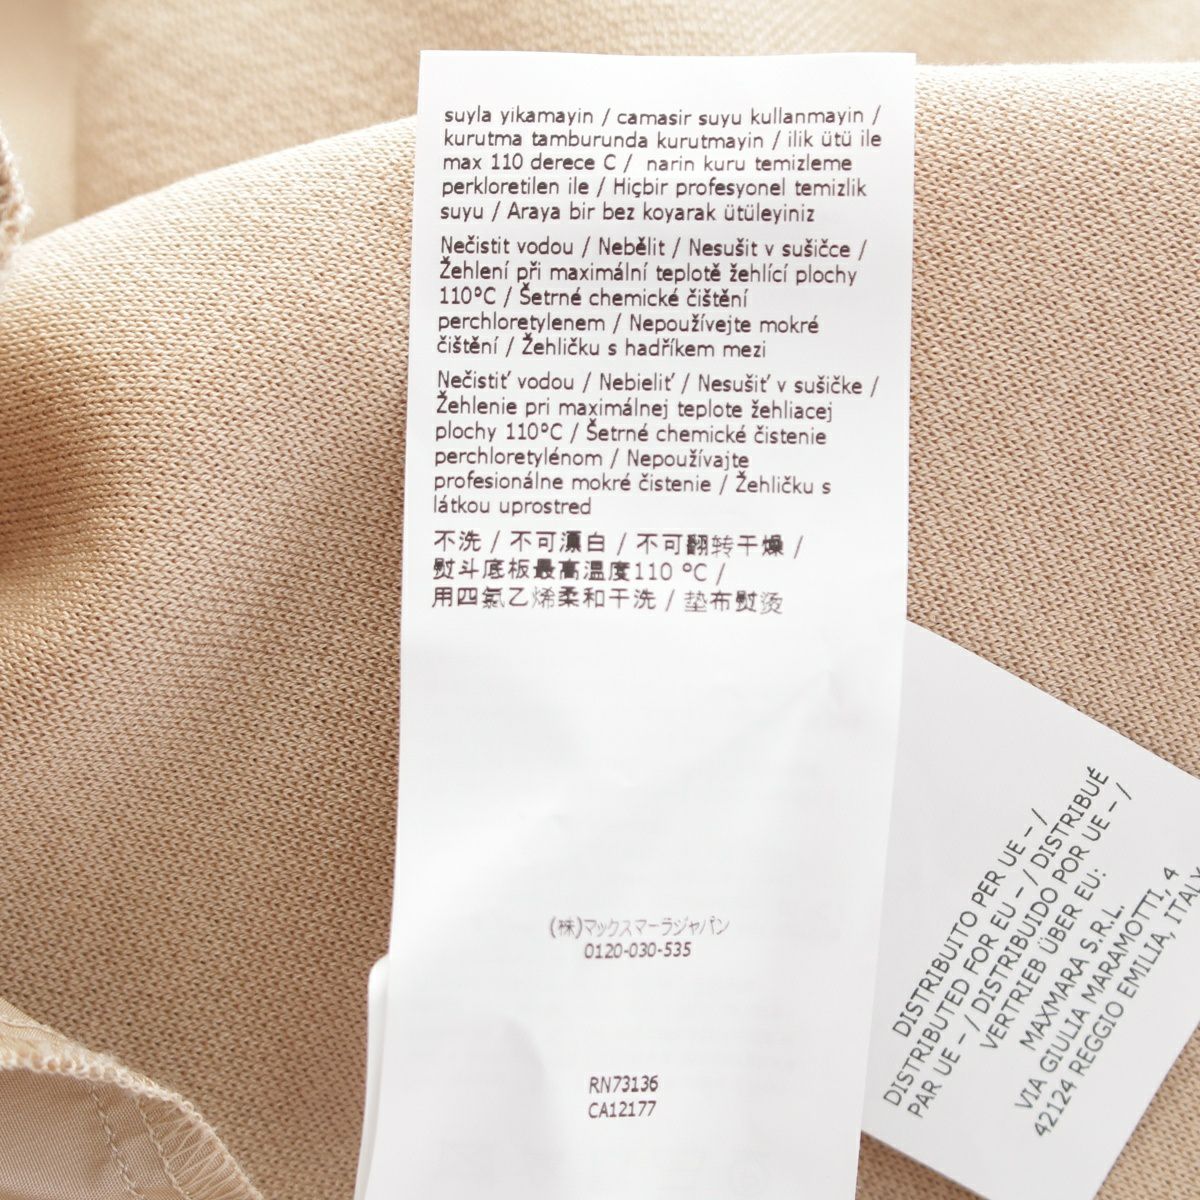 suyla yikamayin / camasir suyu kullanmayin /
kurutma tamburunda kurutmayin / ilik ütü ile
max 110 derece C / narin kuru temizleme
perkloretilen ile / Hiçbir profesyonel temizlik
suyu / Araya bir bez koyarak ütüleyiniz
Nečistit vodou / Nebělit / Nesušit v sušičce /
Žehlení při maximální teplotě žehlící plochy
110°C / Šetrné chemické čištění
perchloretylenem / Nepoužívejte mokré
čištění / Žehličku s hadříkem mezi
Nečistiť vodou / Nebieliť / Nesušiť v sušičke /
Žehlenie pri maximálnej teplote žehliacej
plochy 110°C / Šetrné chemické čistenie
perchloretylénom / Nepoužívajte
profesionálne mokré čistenie / Žehličku s
látkou uprostred
不洗 / 不可漂白 / 不可翻转干燥 /
熨斗底板最高温度110 °C /
用四氯乙烯柔和干洗 / 垫布熨烫
(株)マックスマーラジャパン
0120-030-535
RN73136
CA12177
DISTRIBUITO PER UE – /
DISTRIBUTED FOR EU – / DISTRIBUÉ
PAR UE – / DISTRIBUIDO POR UE – /
VERTRIEB ÜBER EU:
MAXMARA S.R.L.
VIA GIULIA MARAMOTTI, 4
42124 REGGIO EMILIA, ITALY